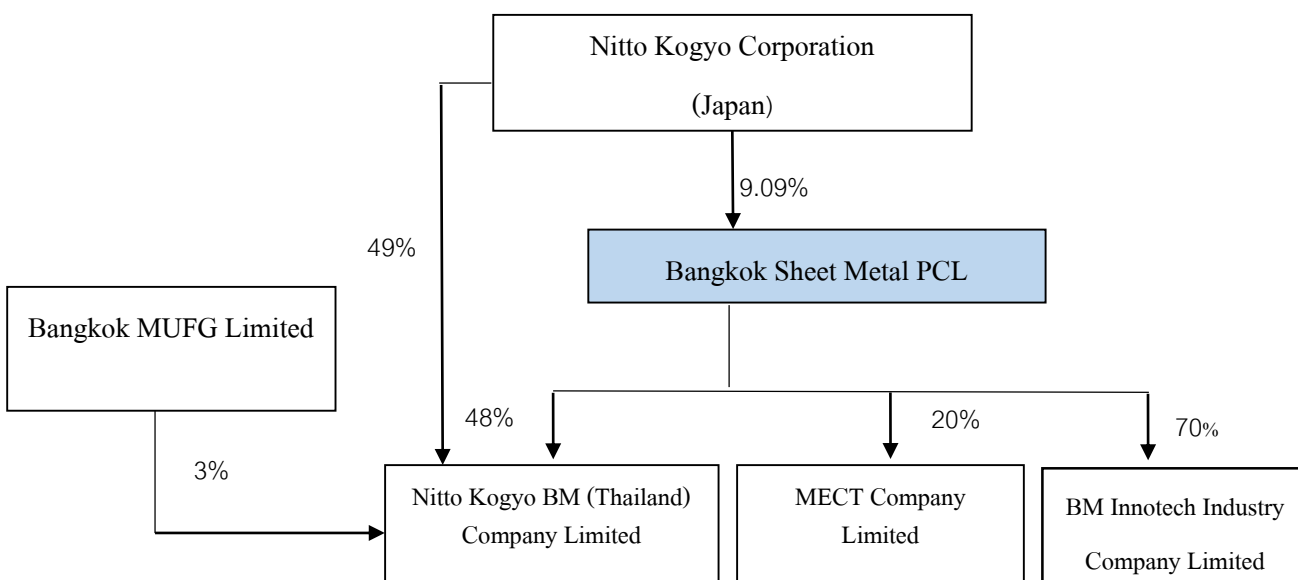 Nitto Kogyo Corporation
(Japan)
9.09%
49%
Bangkok Sheet Metal PCL
Bangkok MUFG Limited
48%
20%
70%
3%
Nitto Kogyo BM (Thailand)
Company Limited
MECT Company
Limited
BM Innotech Industry
Company Limited